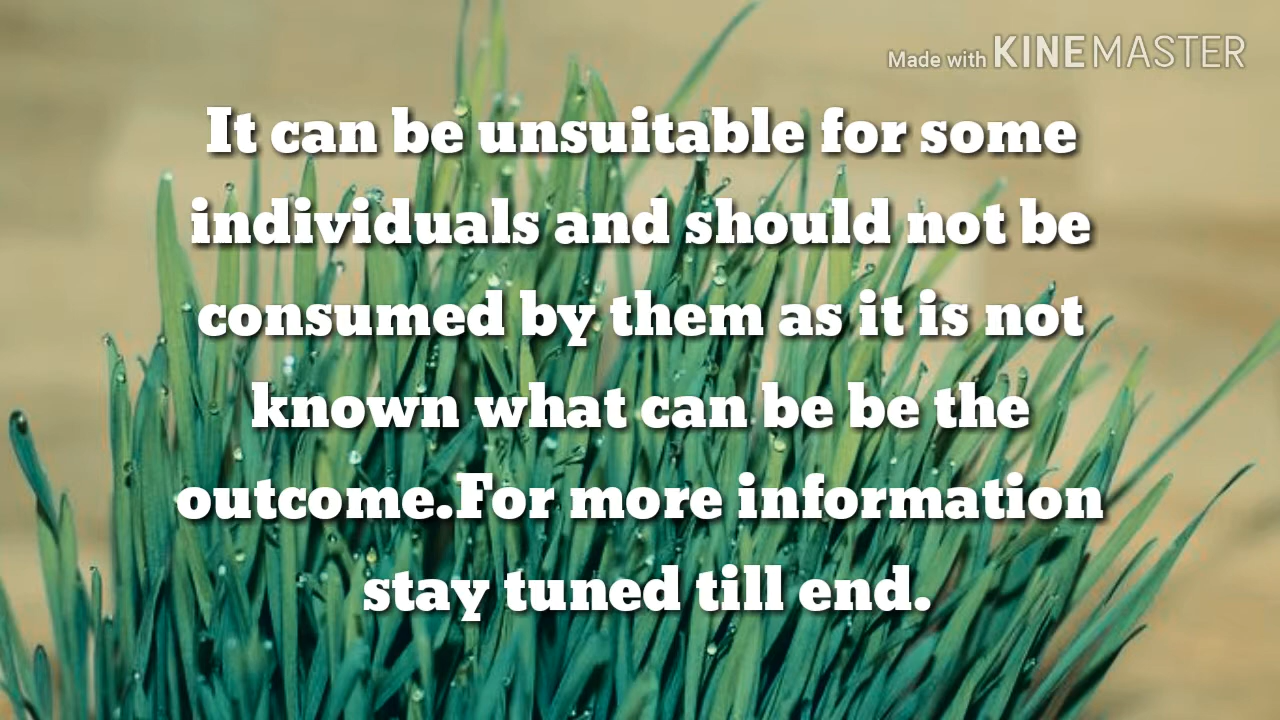 Made with KINEMASTER
It can be unsuitable for some
individuals and should not be
consumed by them as it is not
known what can be be the
outcome.For more information
stay tuned till end.